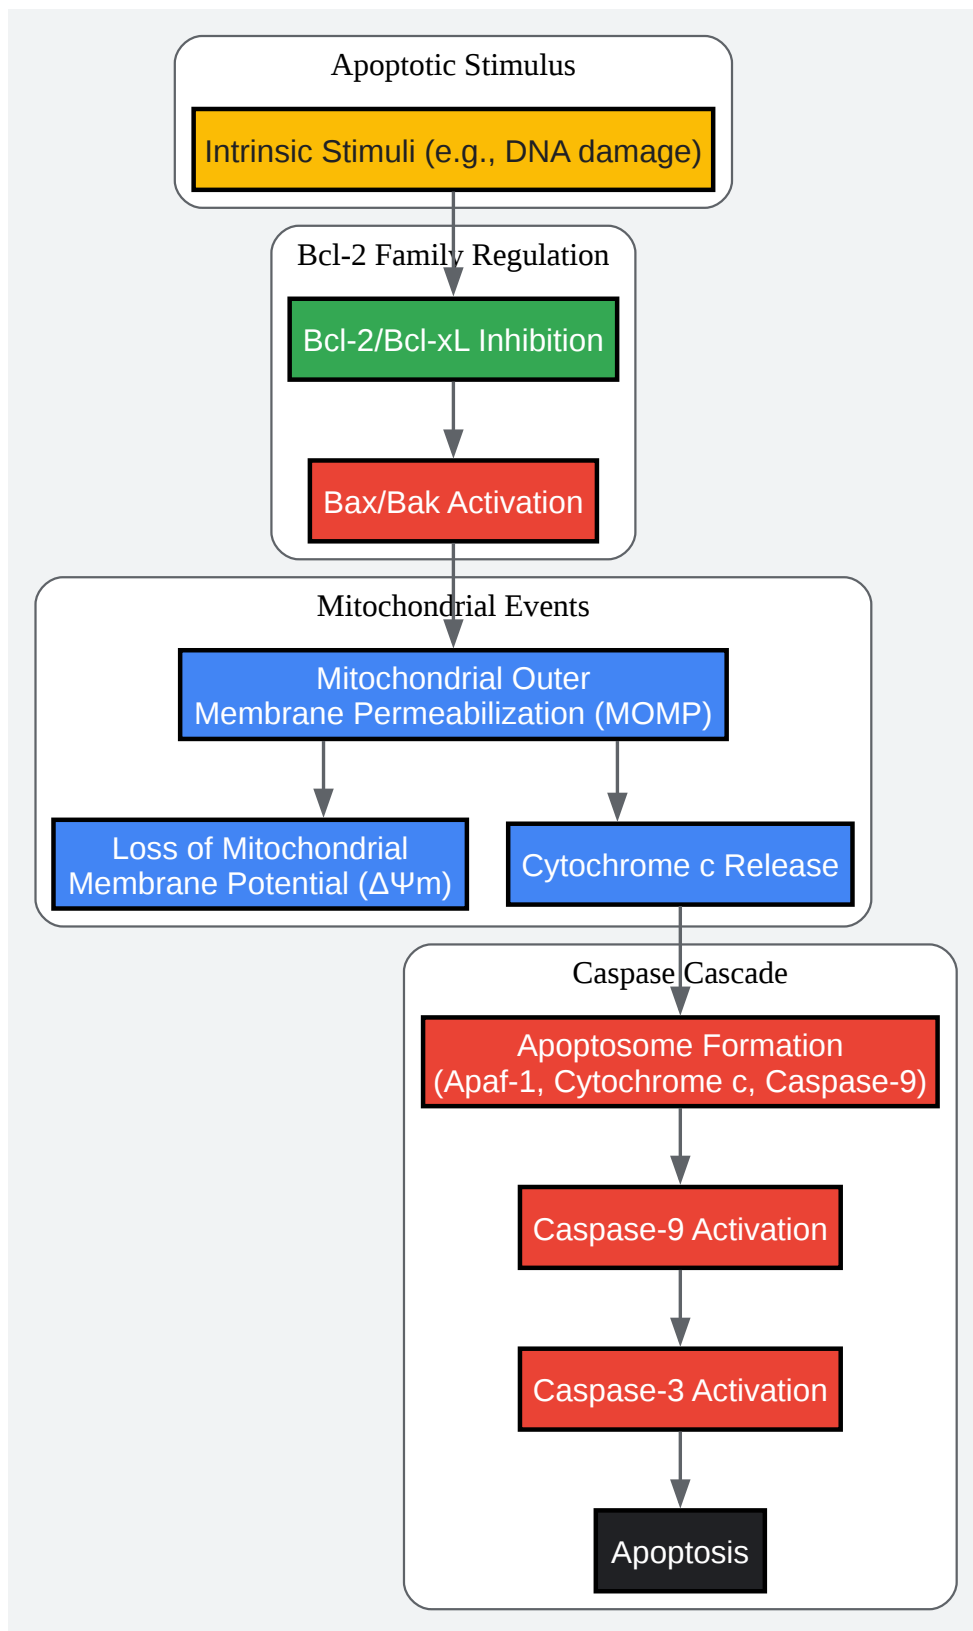 Apoptotic Stimulus
Intrinsic Stimuli (e.g., DNA damage)
Bcl-2 Family Regulation
Bcl-2/Bcl-xL Inhibition
Bax/Bak Activation
Mitochondrial Events
Mitochondrial Outer
Membrane Permeabilization (MOMP)
Loss of Mitochondrial
Membrane Potential (ΔΨm)
Cytochrome c Release
Caspase Cascade
Apoptosome Formation
(Apaf-1, Cytochrome c, Caspase-9)
Caspase-9 Activation
Caspase-3 Activation
Apoptosis